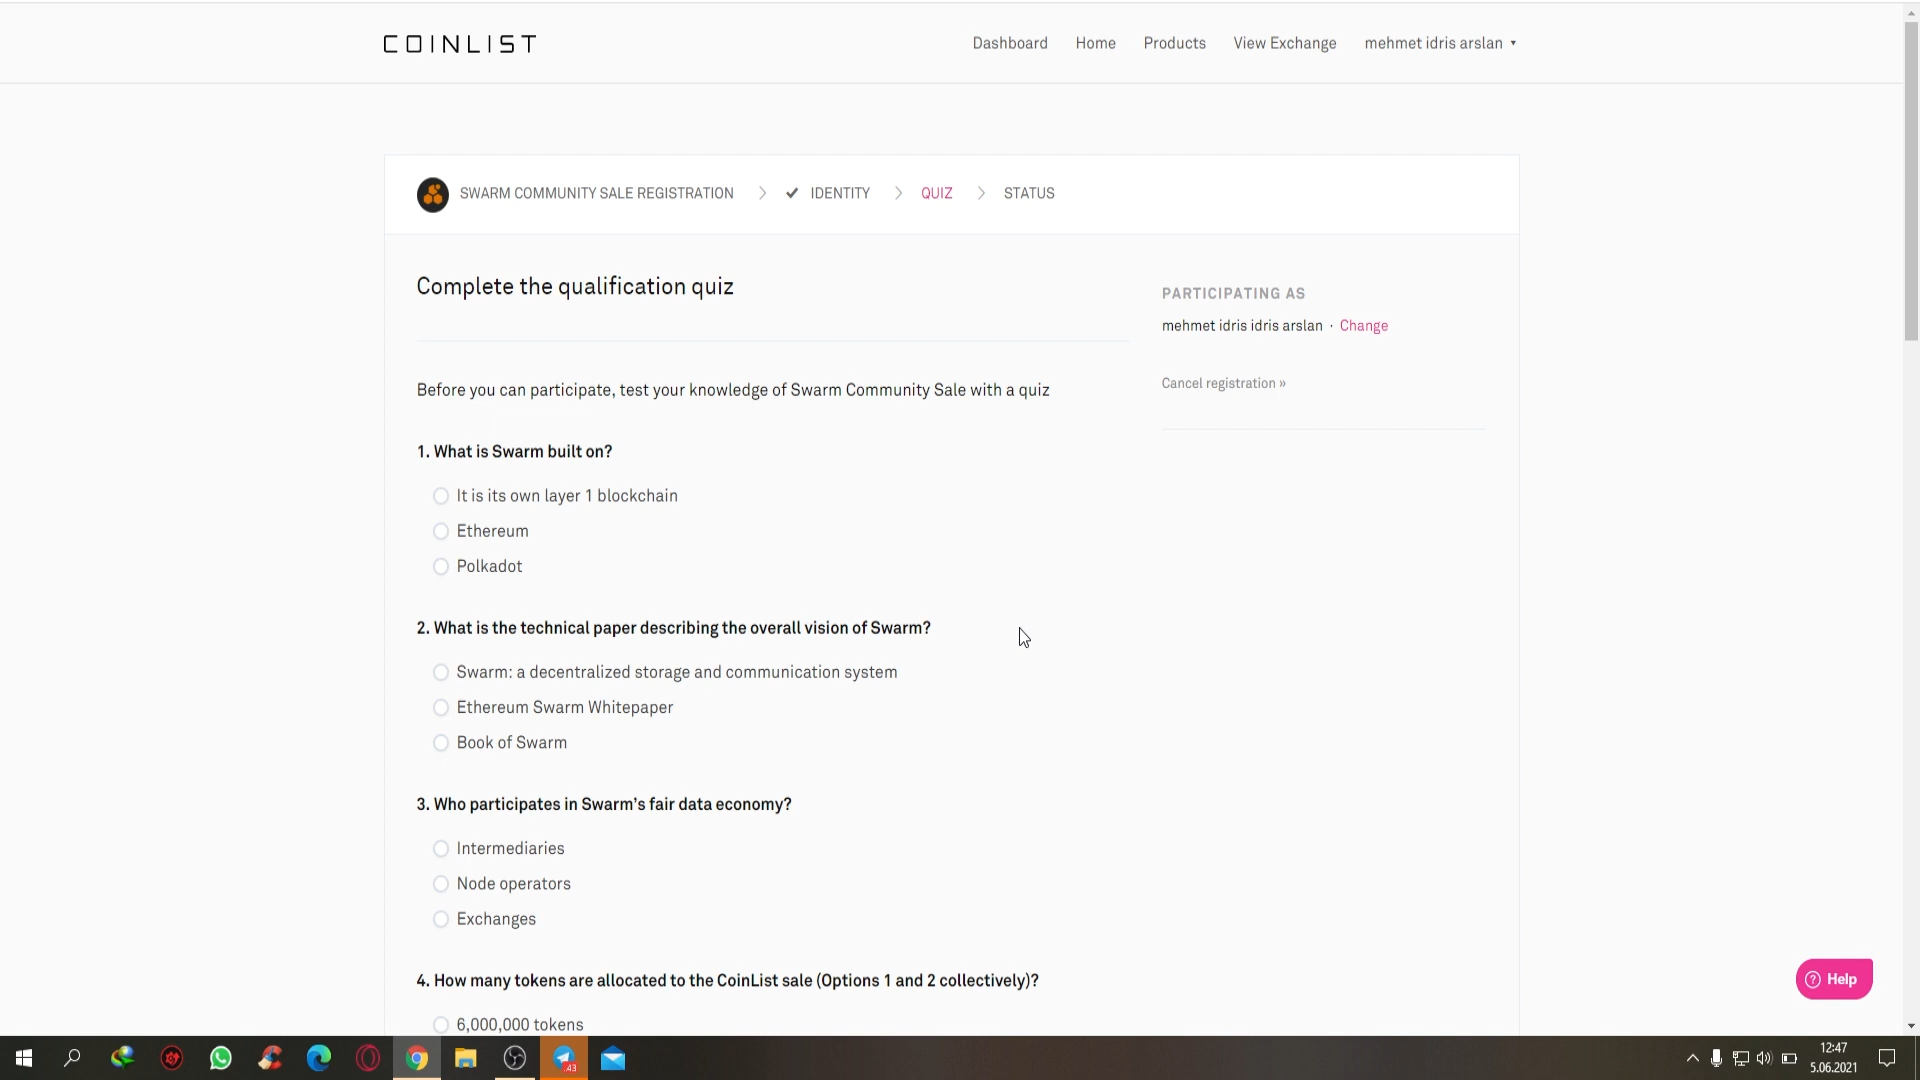 COINLIST
Dashboard Home Products View Exchange mehmet idris arslan
SWARM COMMUNITY SALE REGISTRATION IDENTITY QUIZ STATUS
Complete the qualification quiz
PARTICIPATING AS
mehmet idris idris arslan · Change
Cancel registration »
Before you can participate, test your knowledge of Swarm Community Sale with a quiz
1. What is Swarm built on?
It is its own layer 1 blockchain
Ethereum
Polkadot
2. What is the technical paper describing the overall vision of Swarm?
Swarm: a decentralized storage and communication system
Ethereum Swarm Whitepaper
Book of Swarm
3. Who participates in Swarm’s fair data economy?
Intermediaries
Node operators
Exchanges
4. How many tokens are allocated to the CoinList sale (Options 1 and 2 collectively)?
6,000,000 tokens
Help
.43
12:47
5.06.2021